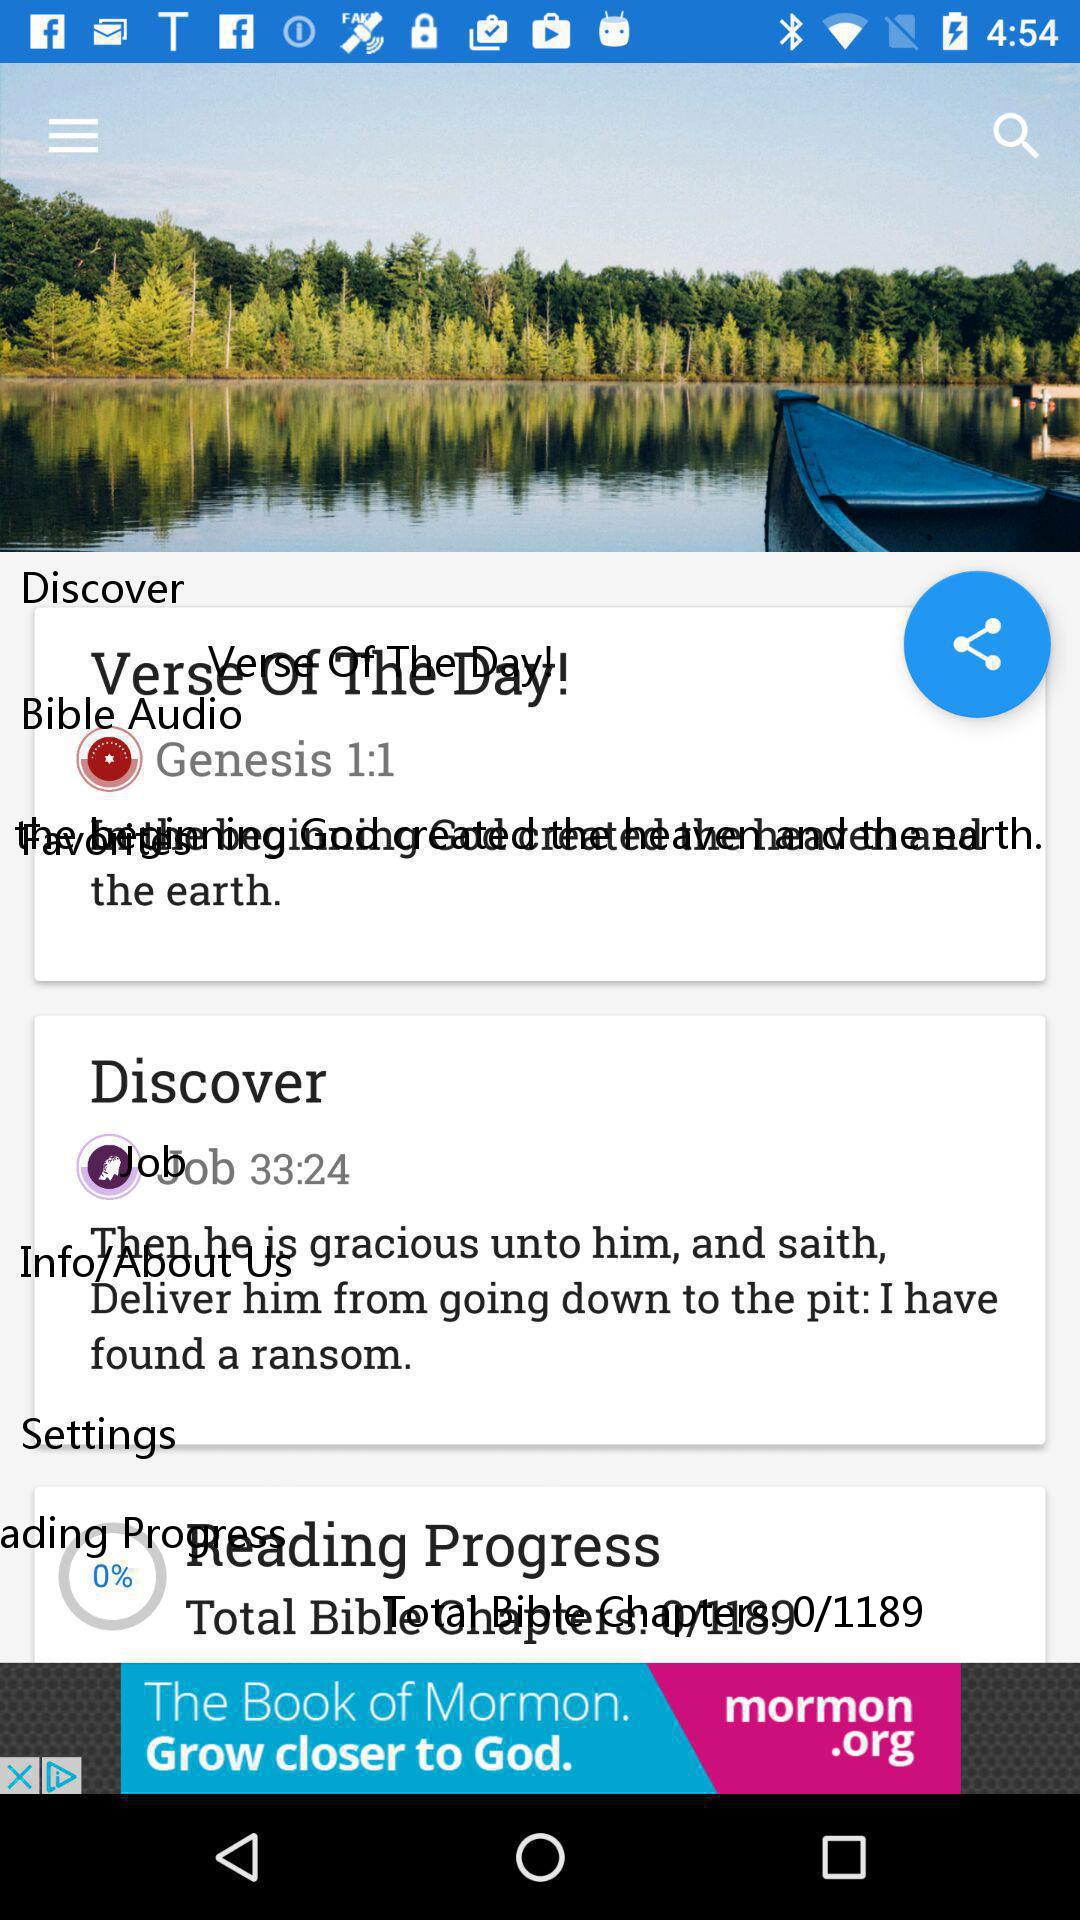 FAKE
4:54
Discover
Verse Of The Day!
Verse Of The Day!
Bible Audio
Genesis 1:1
the beginning God created the heaven and the earth.
Favorites
In the beginning God created the heaven and
the earth.
Discover
Job
Job 33:24
Then he is gracious unto him, and saith,
Info/About Us
Deliver him from going down to the pit: I have
found a ransom.
Settings
ading Progress
Reading Progress
0%
Total Bible Chapters: 0/1189
Total Bible Chapters: 0/1189
The Book of Mormon.
Grow closer to God.
mormon
.org